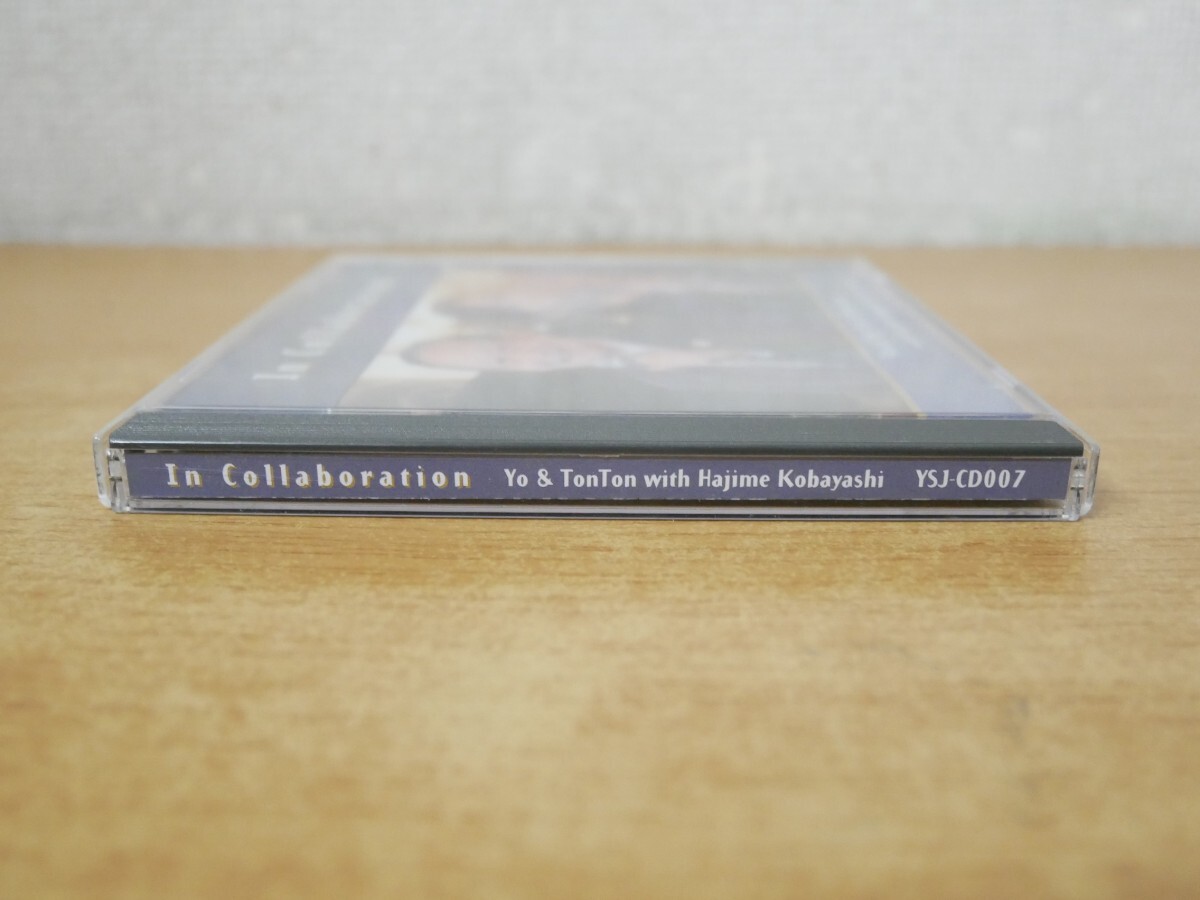 In Collaboration Yo & TonTon with Hajime Kobayashi YSJ-CD007